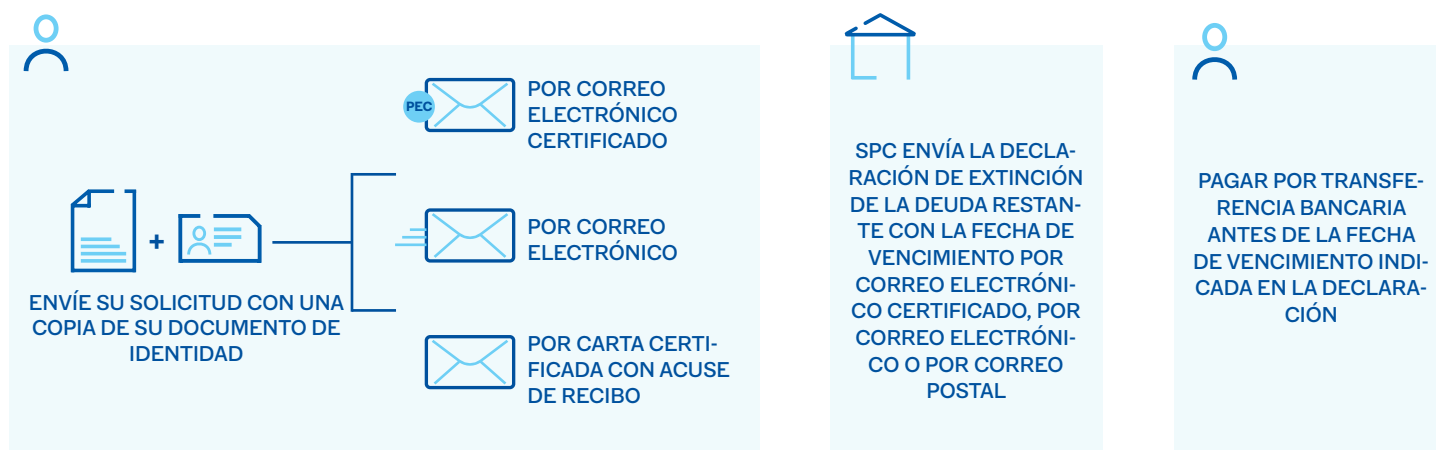 ENVÍE SU SOLICITUD CON UNA
COPIA DE SU DOCUMENTO DE
IDENTIDAD
+
PEC
POR CORREO
ELECTRÓNICO
CERTIFICADO
POR CORREO
ELECTRÓNICO
POR CARTA CERTI-
FICADA CON ACUSE
DE RECIBO
SPC ENVÍA LA DECLA-
RACIÓN DE EXTINCIÓN
DE LA DEUDA RESTAN-
TE CON LA FECHA DE
VENCIMIENTO POR
CORREO ELECTRÓNI-
CO CERTIFICADO, POR
CORREO ELECTRÓNI-
CO O POR CORREO
POSTAL
PAGAR POR TRANSFE-
RENCIA BANCARIA
ANTES DE LA FECHA
DE VENCIMIENTO INDI-
CADA EN LA DECLARA-
CIÓN